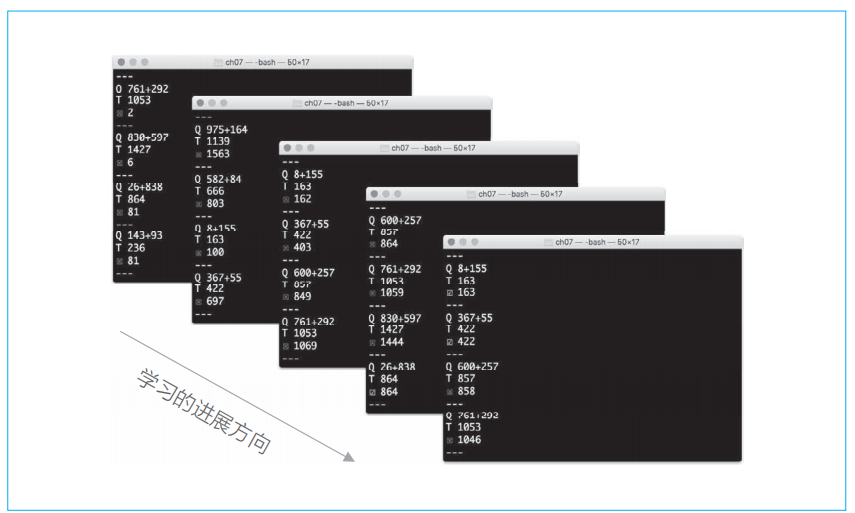 ch07 — -bash — 50×17
---
Q 761+292
T 1053
☒ 2
---
Q 830+597
T 1427
☒ 6
---
Q 26+838
T 864
☒ 81
---
Q 143+93
T 236
☒ 81
---
ch07 — -bash — 50×17
---
Q 975+164
T 1139
☒ 1563
---
Q 582+84
T 666
☒ 803
---
Q 8+155
T 163
☒ 100
---
Q 367+55
T 422
☒ 697
---
ch07 — -bash — 50×17
---
Q 8+155
T 163
☒ 162
---
Q 367+55
T 422
☒ 403
---
Q 600+257
T 857
☒ 849
---
Q 761+292
T 1053
☒ 1069
---
ch07 — -bash — 50×17
---
Q 600+257
T 857
☒ 864
---
Q 761+292
T 1053
☒ 1059
---
Q 830+597
T 1427
☒ 1444
---
Q 26+838
T 864
☑ 864
---
ch07 — -bash — 50×17
---
Q 8+155
T 163
☑ 163
---
Q 367+55
T 422
☑ 422
---
Q 600+257
T 857
☒ 858
---
Q 761+292
T 1053
☒ 1046
---
学习的进展方向